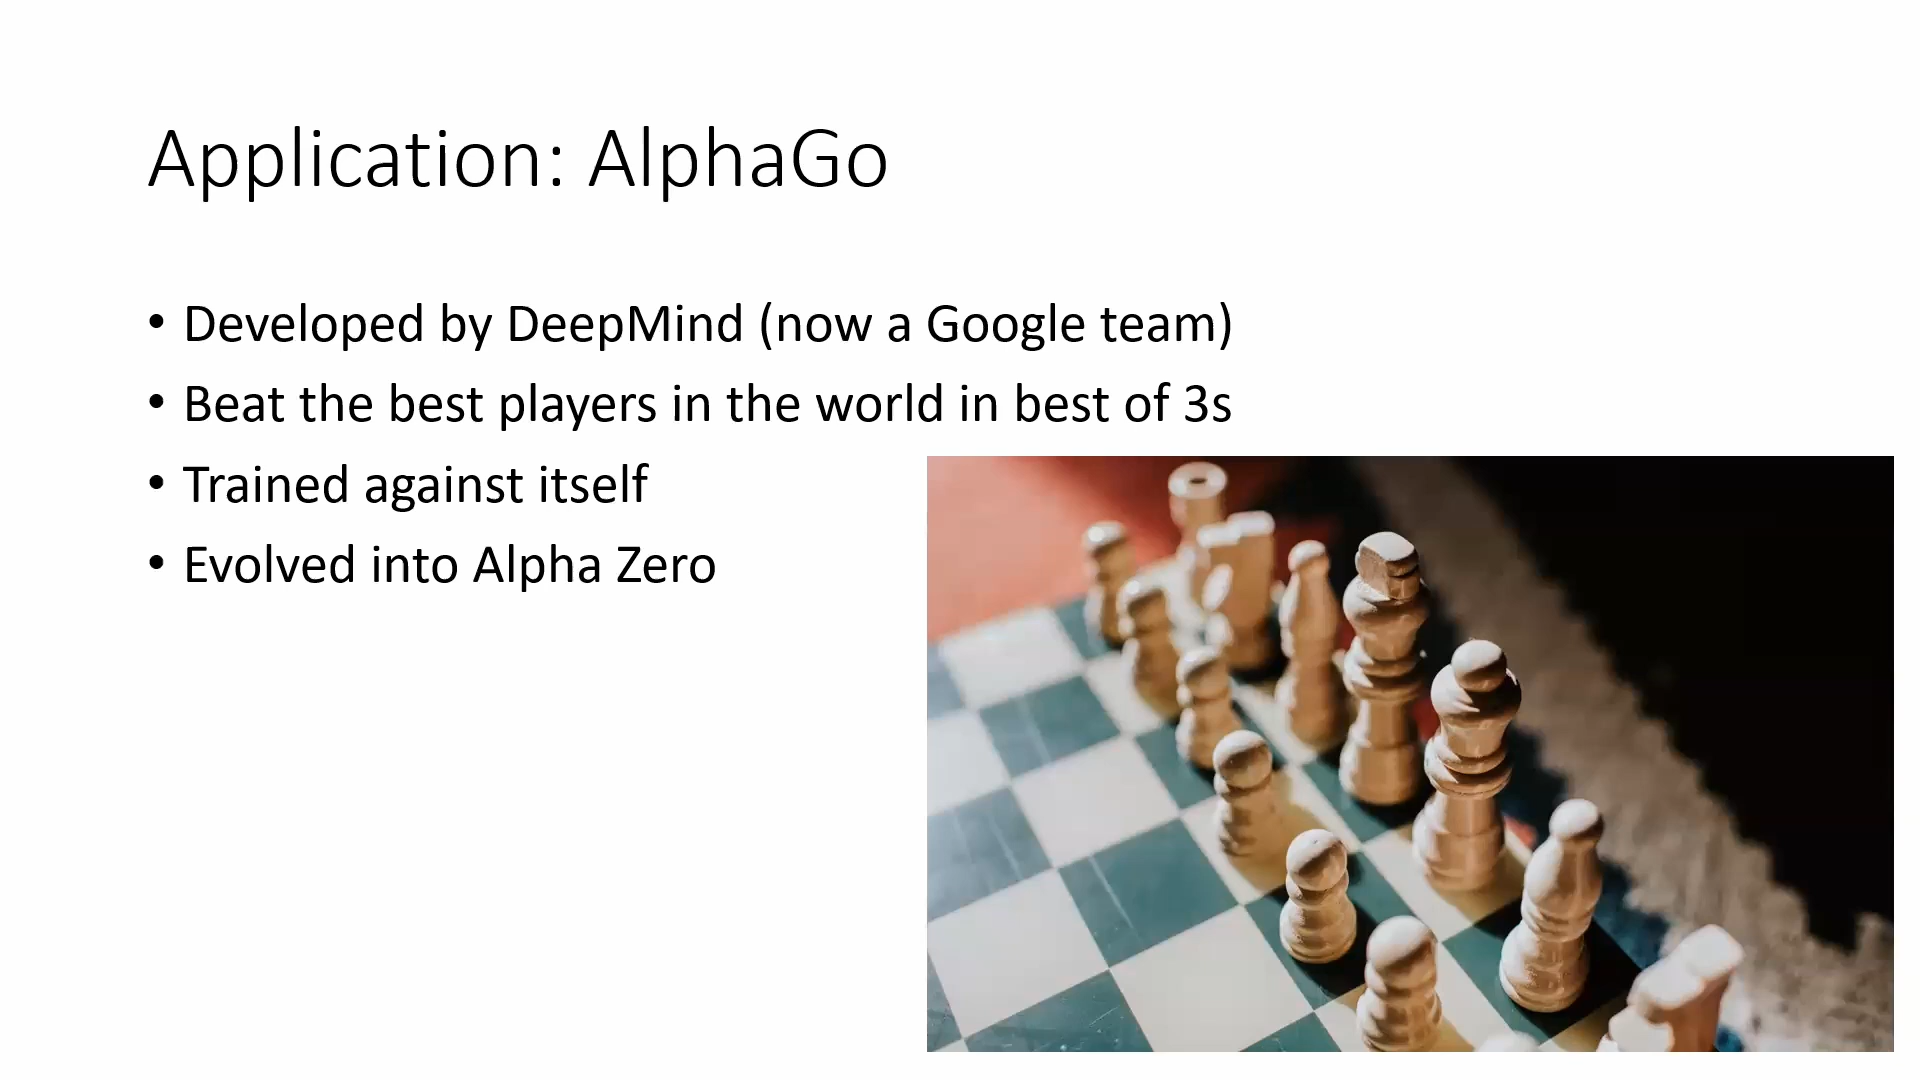 Application: AlphaGo
• Developed by DeepMind (now a Google team)
• Beat the best players in the world in best of 3s
• Trained against itself
• Evolved into Alpha Zero